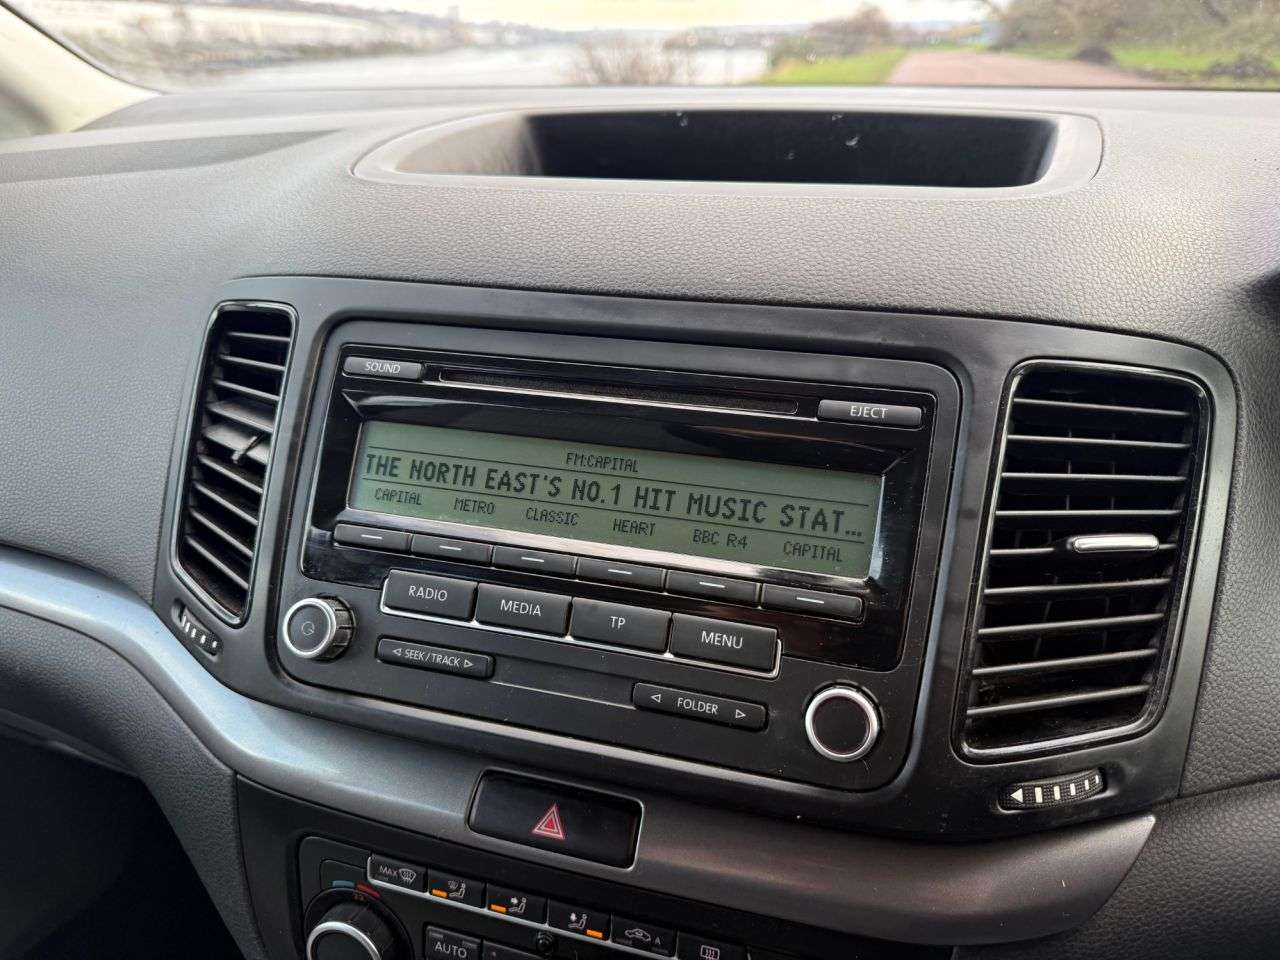 SOUND
EJECT
FM:CAPITAL
THE NORTH EAST'S NO.1 HIT MUSIC STAT...
CAPITAL METRO CLASSIC HEART BBC R4 CAPITAL
RADIO MEDIA TP MENU
SEEK / TRACK
FOLDER
MAX
AUTO
A